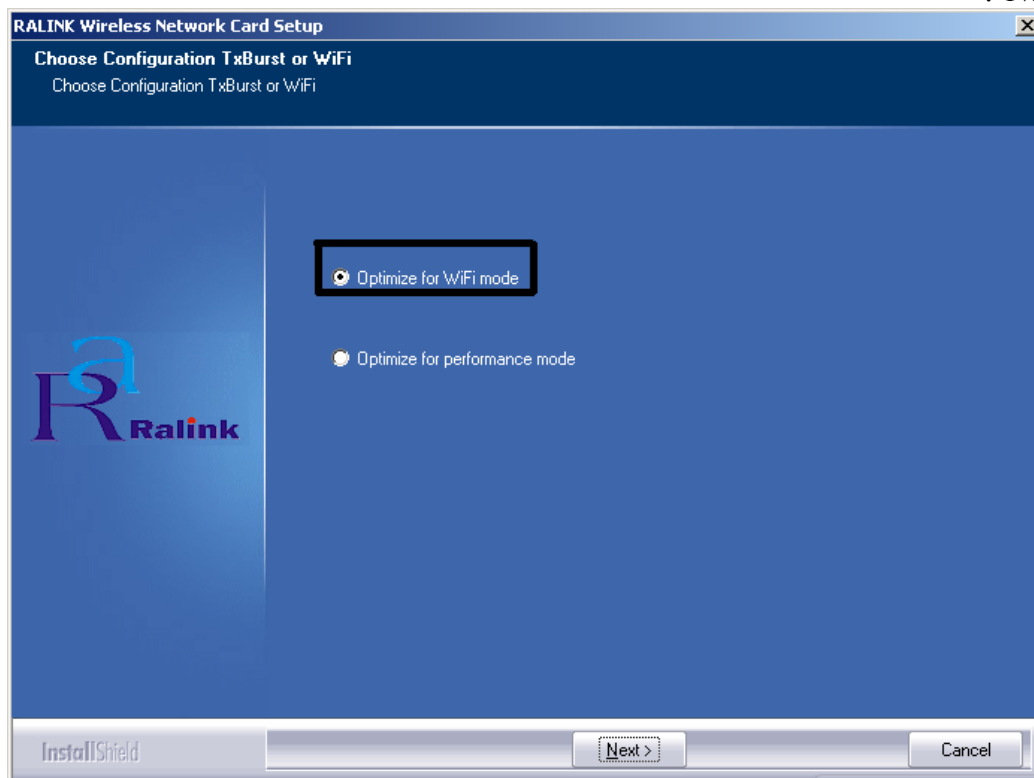 RALINK Wireless Network Card Setup
Choose Configuration TxBurst or WiFi
Choose Configuration TxBurst or WiFi
Optimize for WiFi mode
Optimize for performance mode
Ra
Ralink
InstallShield
Next >
Cancel